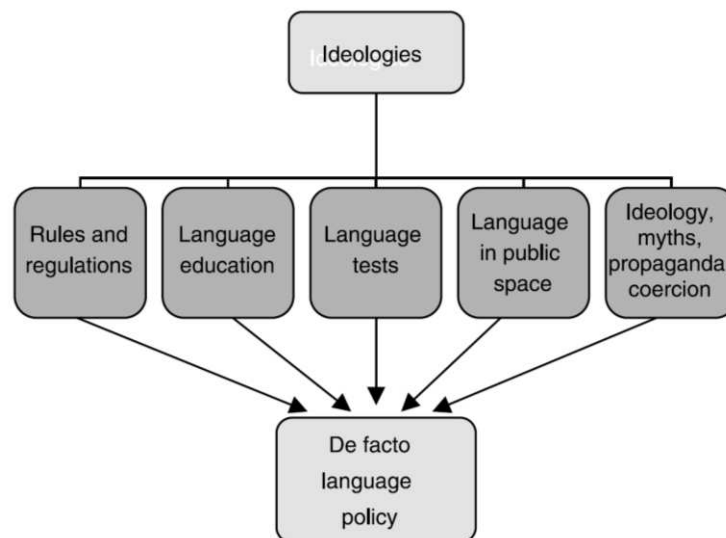 Ideologies
Rules and
regulations
Language
education
Language
tests
Language
in public
space
Ideology,
myths,
propaganda,
coercion
De facto
language
policy